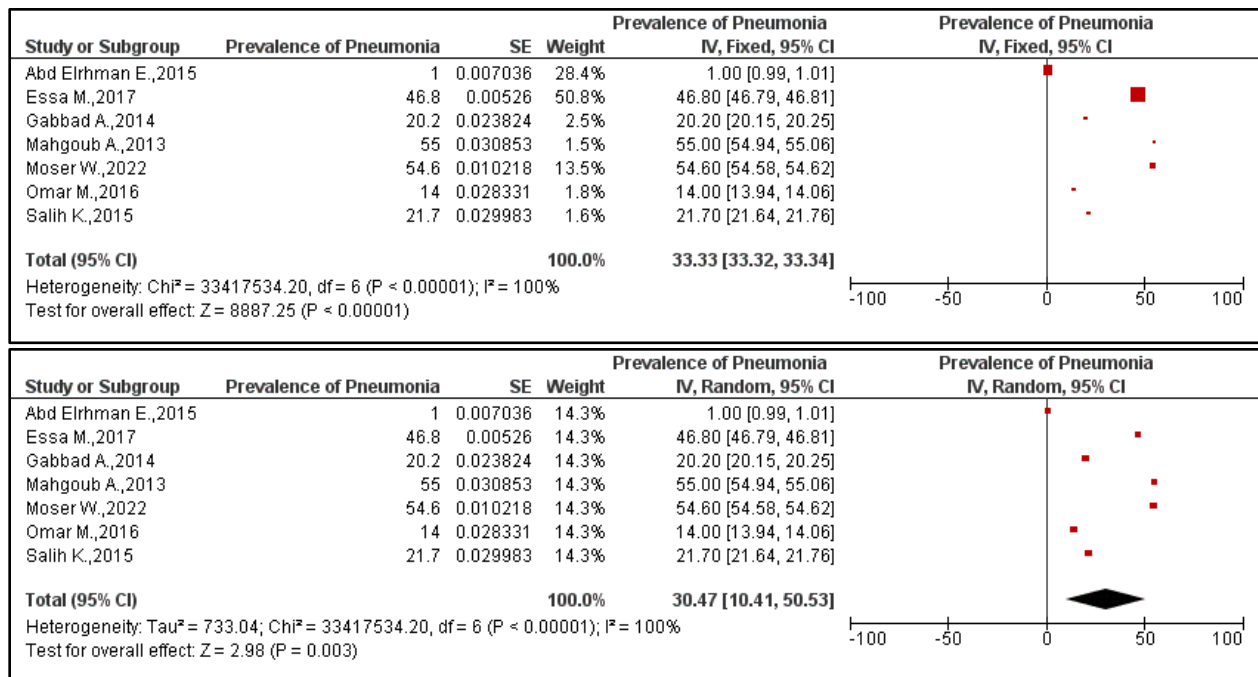 Prevalence of Pneumonia Prevalence of Pneumonia
Study or Subgroup Prevalence of Pneumonia SE Weight IV, Fixed, 95% CI IV, Fixed, 95% CI
Abd Elrhman E.,2015 1 0.007036 28.4% 1.00 [0.99, 1.01]
Essa M.,2017 46.8 0.00526 50.8% 46.80 [46.79, 46.81]
Gabbad A.,2014 20.2 0.023824 2.5% 20.20 [20.15, 20.25]
Mahgoub A.,2013 55 0.030853 1.5% 55.00 [54.94, 55.06]
Moser W.,2022 54.6 0.010218 13.5% 54.60 [54.58, 54.62]
Omar M.,2016 14 0.028331 1.8% 14.00 [13.94, 14.06]
Salih K.,2015 21.7 0.029983 1.6% 21.70 [21.64, 21.76]
Total (95% CI) 100.0% 33.33 [33.32, 33.34]
Heterogeneity: Chi² = 33417534.20, df = 6 (P < 0.00001); I² = 100%
Test for overall effect: Z = 8887.25 (P < 0.00001)
-100 -50 0 50 100
Prevalence of Pneumonia Prevalence of Pneumonia
Study or Subgroup Prevalence of Pneumonia SE Weight IV, Random, 95% CI IV, Random, 95% CI
Abd Elrhman E.,2015 1 0.007036 14.3% 1.00 [0.99, 1.01]
Essa M.,2017 46.8 0.00526 14.3% 46.80 [46.79, 46.81]
Gabbad A.,2014 20.2 0.023824 14.3% 20.20 [20.15, 20.25]
Mahgoub A.,2013 55 0.030853 14.3% 55.00 [54.94, 55.06]
Moser W.,2022 54.6 0.010218 14.3% 54.60 [54.58, 54.62]
Omar M.,2016 14 0.028331 14.3% 14.00 [13.94, 14.06]
Salih K.,2015 21.7 0.029983 14.3% 21.70 [21.64, 21.76]
Total (95% CI) 100.0% 30.47 [10.41, 50.53]
Heterogeneity: Tau² = 733.04; Chi² = 33417534.20, df = 6 (P < 0.00001); I² = 100%
Test for overall effect: Z = 2.98 (P = 0.003)
-100 -50 0 50 100